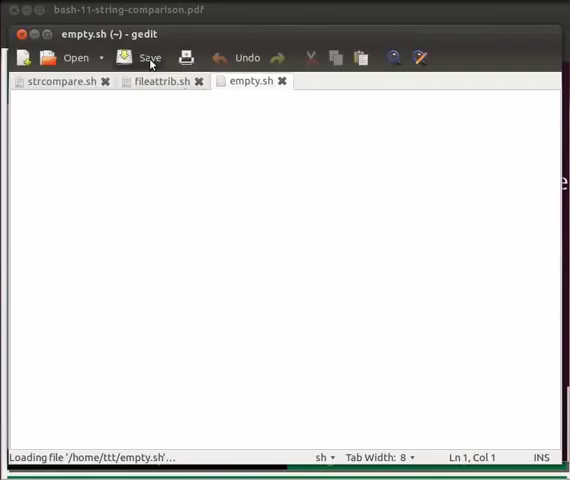 bash-11-string-comparison.pdf
empty.sh (~) - gedit
Open Save Undo
strcompare.sh fileattrib.sh empty.sh
e
Loading file '/home/ttt/empty.sh'... sh Tab Width: 8 Ln 1, Col 1 INS